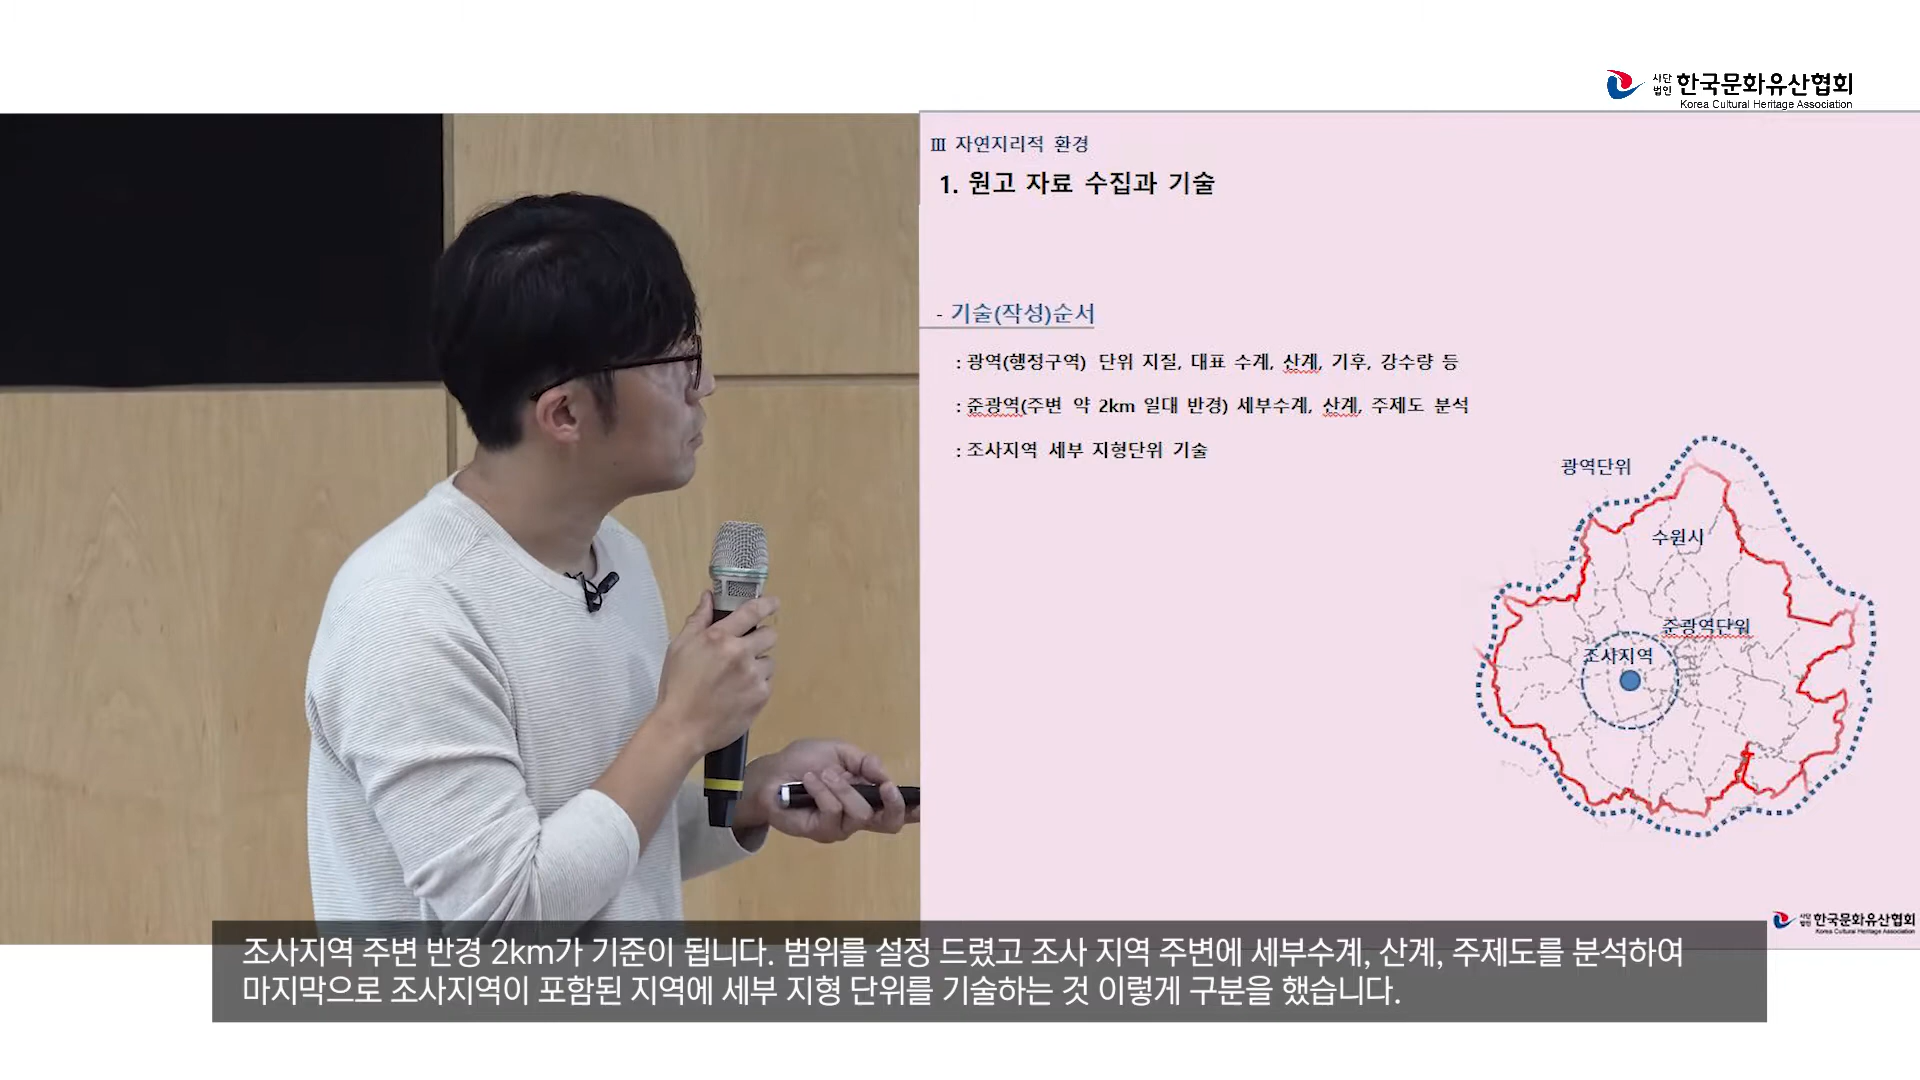 사단법인 한국문화유산협회
Korea Cultural Heritage Association
Ⅲ 자연지리적 환경
1. 원고 자료 수집과 기술
- 기술(작성)순서
: 광역(행정구역) 단위 지질, 대표 수계, 산계, 기후, 강수량 등
: 준광역(주변 약 2km 일대 반경) 세부수계, 산계, 주제도 분석
: 조사지역 세부 지형단위 기술
광역단위
수원시
준광역단위
조사지역
사단법인 한국문화유산협회
Korea Cultural Heritage Association
조사지역 주변 반경 2km가 기준이 됩니다. 범위를 설정 드렸고 조사 지역 주변에 세부수계, 산계, 주제도를 분석하여
마지막으로 조사지역이 포함된 지역에 세부 지형 단위를 기술하는 것 이렇게 구분을 했습니다.